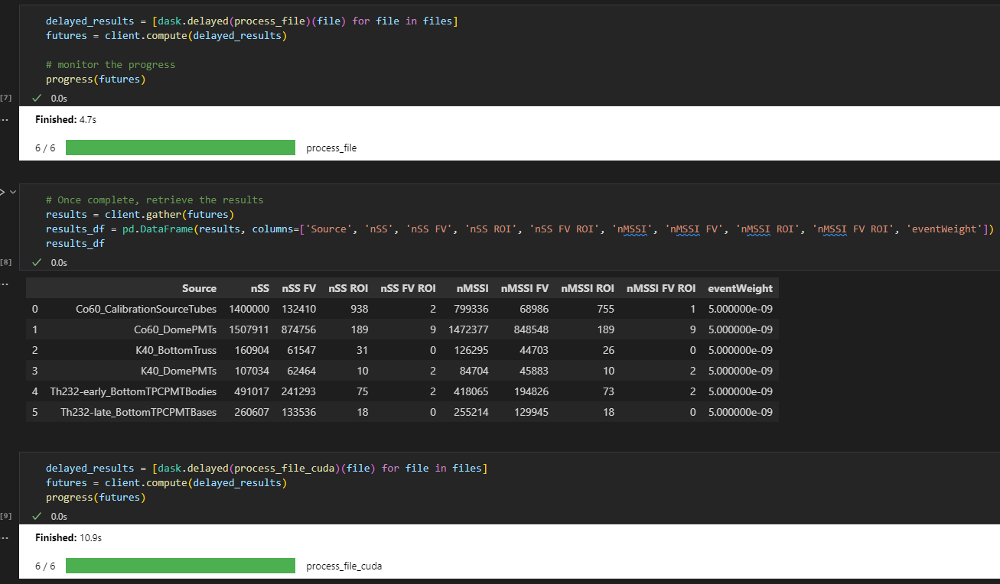 delayed_results = [dask.delayed(process_file)(file) for file in files]
futures = client.compute(delayed_results)
# monitor the progress
progress(futures)
[7] ✓ 0.0s
... Finished: 4.7s
6 / 6 process_file
# Once complete, retrieve the results
results = client.gather(futures)
results_df = pd.DataFrame(results, columns=['Source', 'nSS', 'nSS FV', 'nSS ROI', 'nSS FV ROI', 'nMSSI', 'nMSSI FV', 'nMSSI ROI', 'nMSSI FV ROI', 'eventWeight'])
results_df
[8] ✓ 0.0s
...
Source nSS nSS FV nSS ROI nSS FV ROI nMSSI nMSSI FV nMSSI ROI nMSSI FV ROI eventWeight
0 Co60_CalibrationSourceTubes 1400000 132410 938 2 799336 68986 755 1 5.000000e-09
1 Co60_DomePMTs 1507911 874756 189 9 1472377 848548 189 9 5.000000e-09
2 K40_BottomTruss 160904 61547 31 0 126295 44703 26 0 5.000000e-09
3 K40_DomePMTs 107034 62464 10 2 84704 45883 10 2 5.000000e-09
4 Th232-early_BottomTPCPMTBodies 491017 241293 75 2 418065 194826 73 2 5.000000e-09
5 Th232-late_BottomTPCPMTBases 260607 133536 18 0 255214 129945 18 0 5.000000e-09
delayed_results = [dask.delayed(process_file_cuda)(file) for file in files]
futures = client.compute(delayed_results)
progress(futures)
[9] ✓ 0.0s
... Finished: 10.9s
6 / 6 process_file_cuda